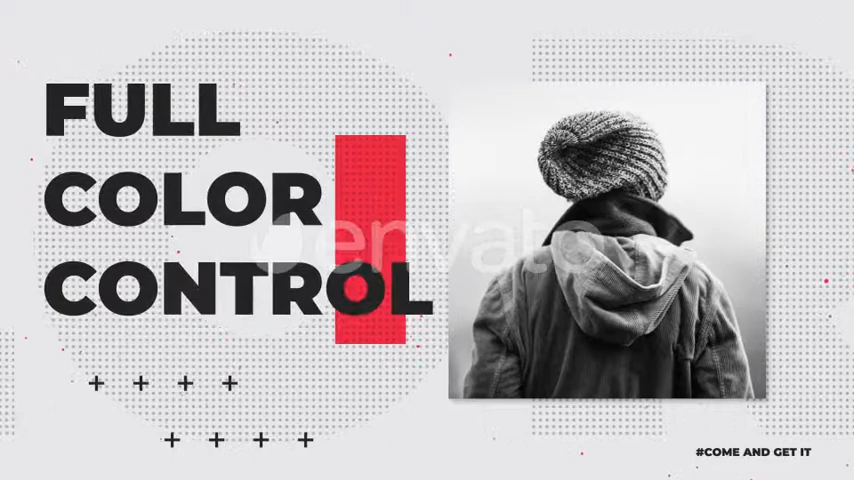 FULL
COLOR
CONTROL
envato
#COME AND GET IT